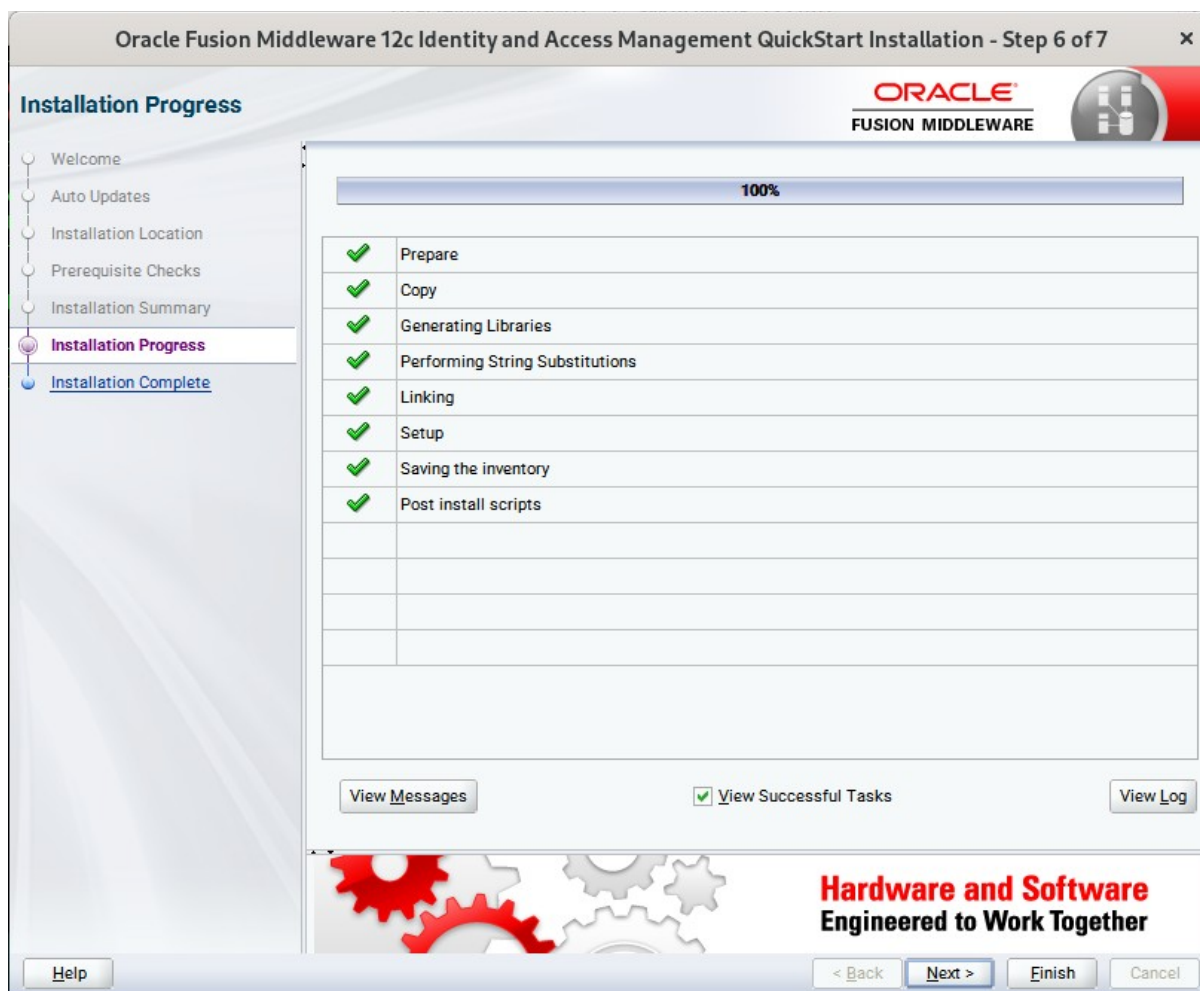 Oracle Fusion Middleware 12c Identity and Access Management QuickStart Installation - Step 6 of 7
Installation Progress
ORACLE
FUSION MIDDLEWARE
Welcome
Auto Updates
Installation Location
Prerequisite Checks
Installation Summary
Installation Progress
Installation Complete
100%
Prepare
Copy
Generating Libraries
Performing String Substitutions
Linking
Setup
Saving the inventory
Post install scripts
View Messages
View Successful Tasks
View Log
Hardware and Software
Engineered to Work Together
Help
< Back
Next >
Finish
Cancel